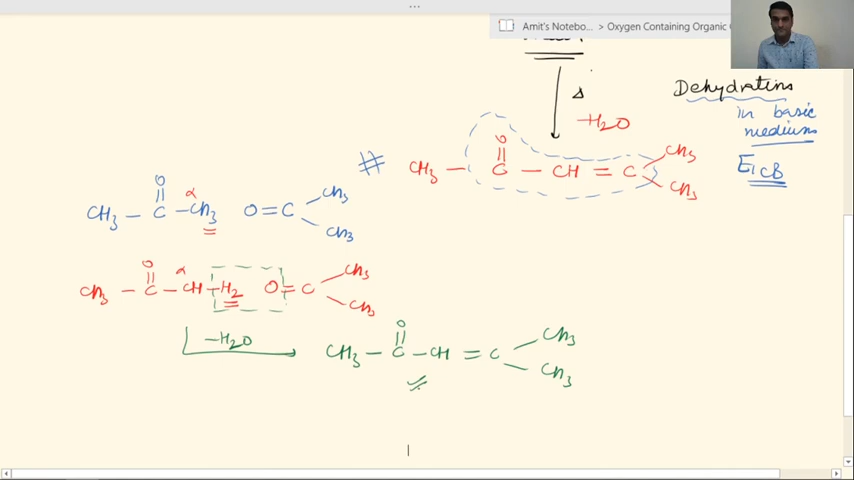 Amit's Notebo... > Oxygen Containing Organic
Dehydrations
in basic
medium
E1CB
Δ
-H2O
O
CH3 - C - CH = C
CH3
CH3
#
O α
CH3 - C - CH3 O = C
CH3
CH3
O α
CH3 - C - CH - H2 O = C
CH3
CH3
-H2O
O
CH3 - C - CH = C
CH3
CH3